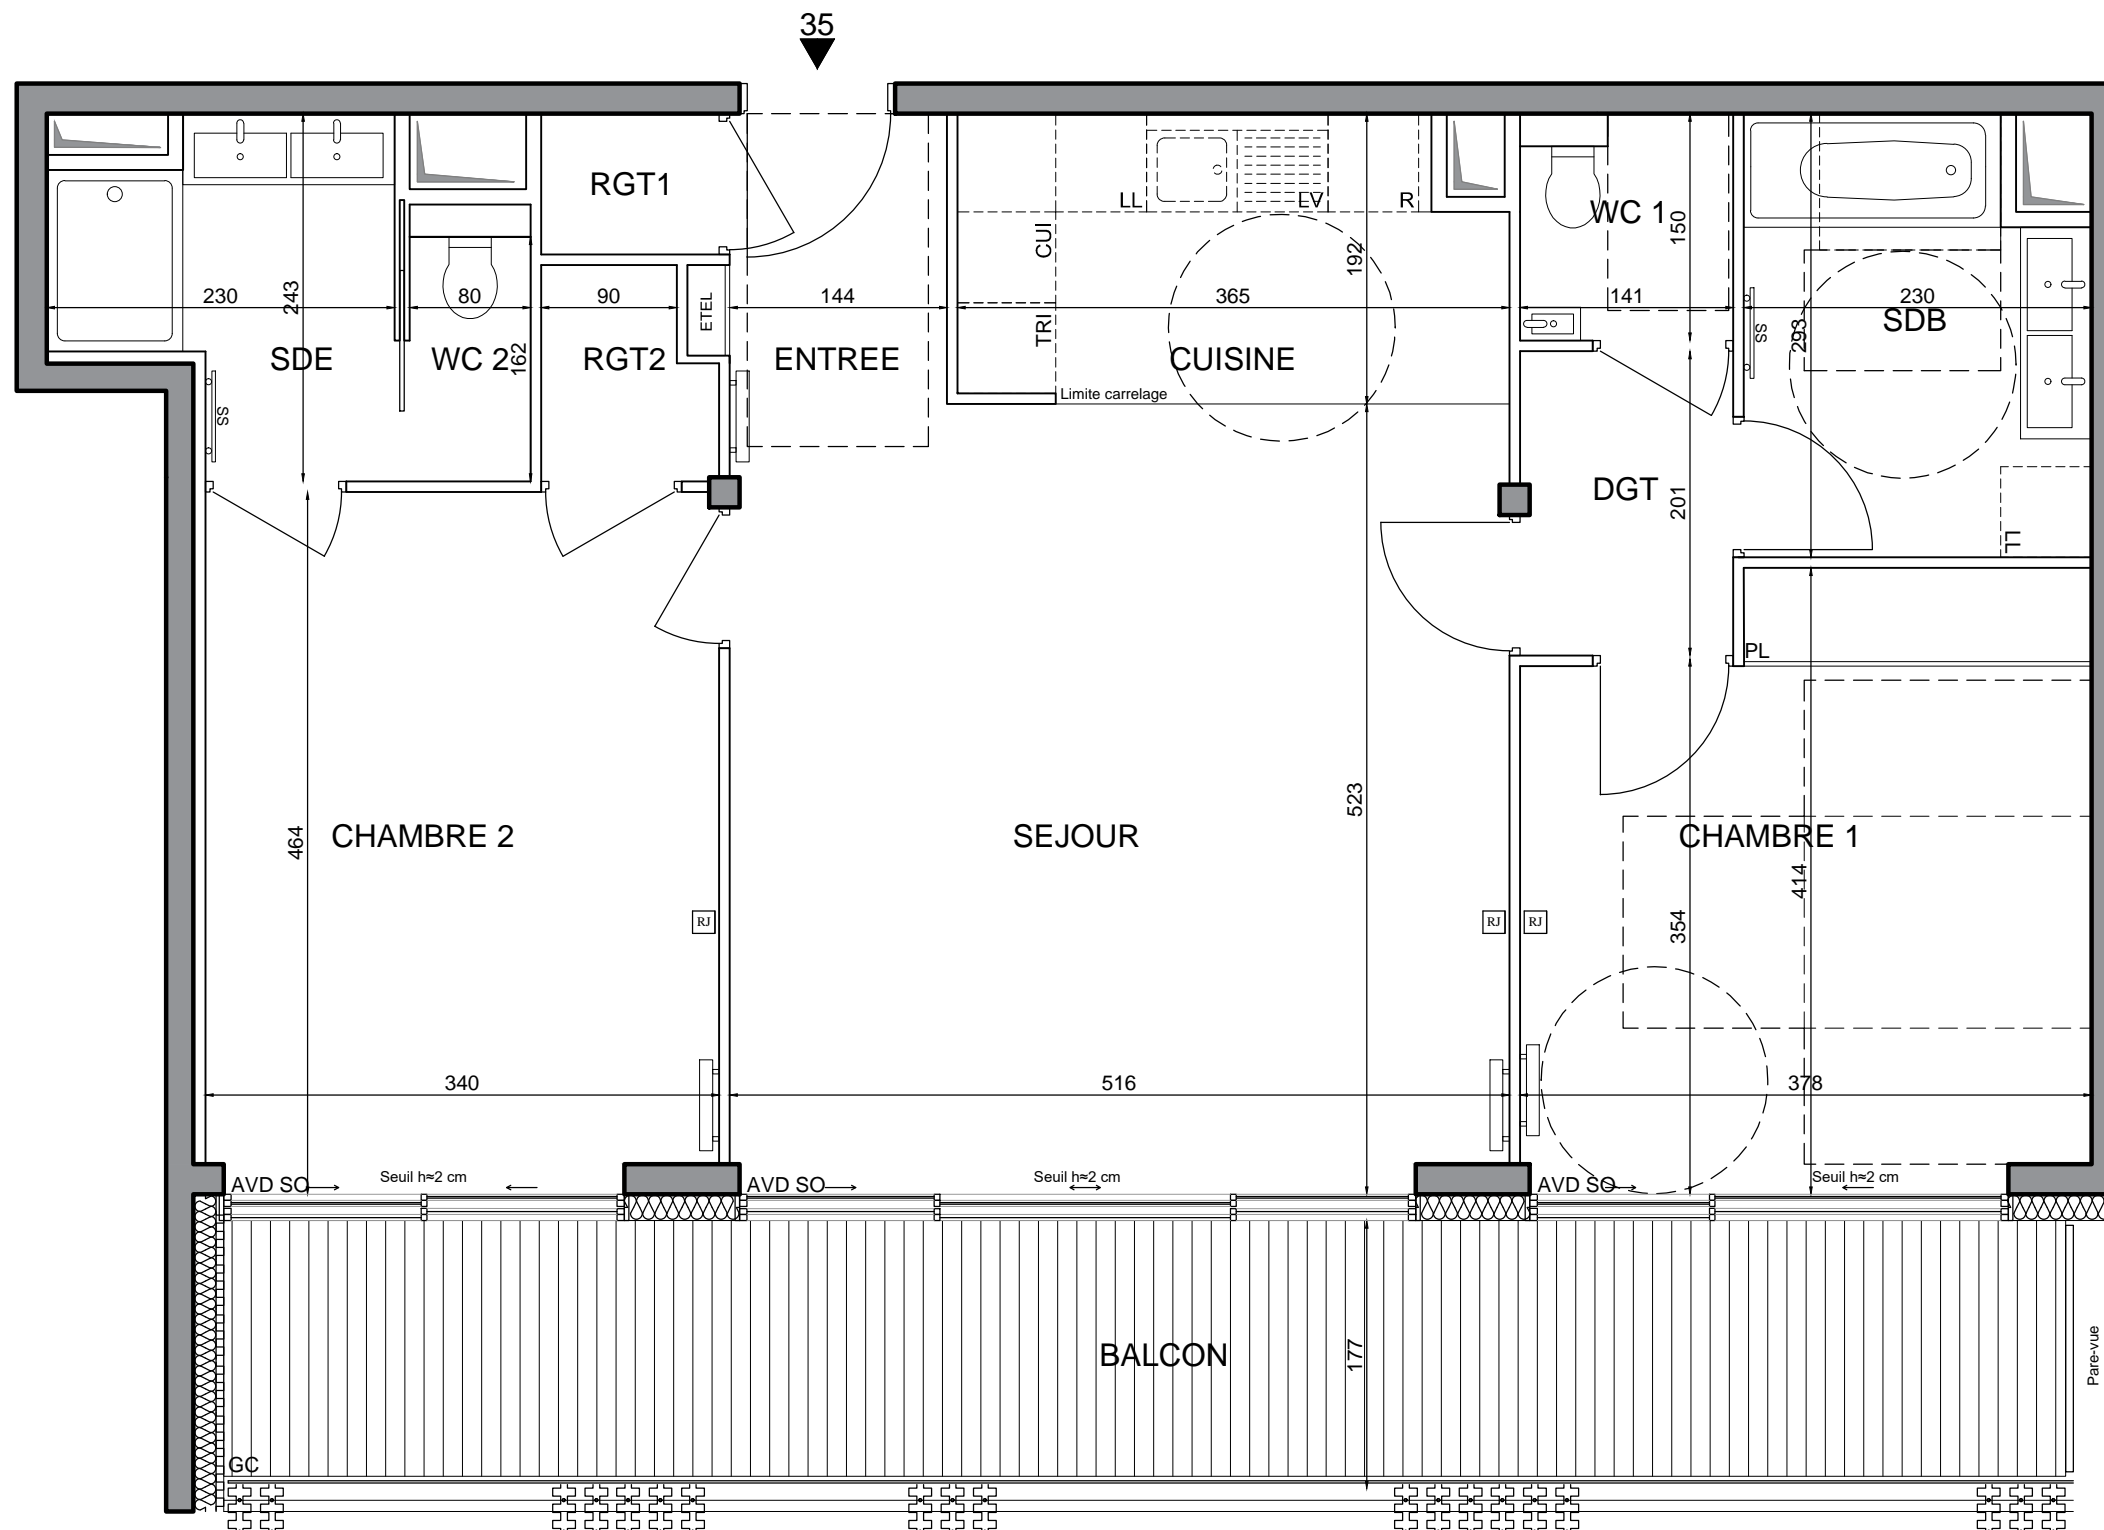 35
RGT1
LL
LV
R
WC 1
150
CUI
192
230
243
80
90
ETEL
144
365
141
230
SDB
SS
293
TRI
SDE
WC 2
162
RGT2
ENTREE
CUISINE
Limite carrelage
SS
DGT
201
LL
PL
464
CHAMBRE 2
SEJOUR
523
CHAMBRE 1
414
RJ
RJ
RJ
354
340
516
378
AVD SO
Seuil h≈2 cm
AVD SO
Seuil h≈2 cm
AVD SO
Seuil h≈2 cm
BALCON
177
Pare-vue
GC